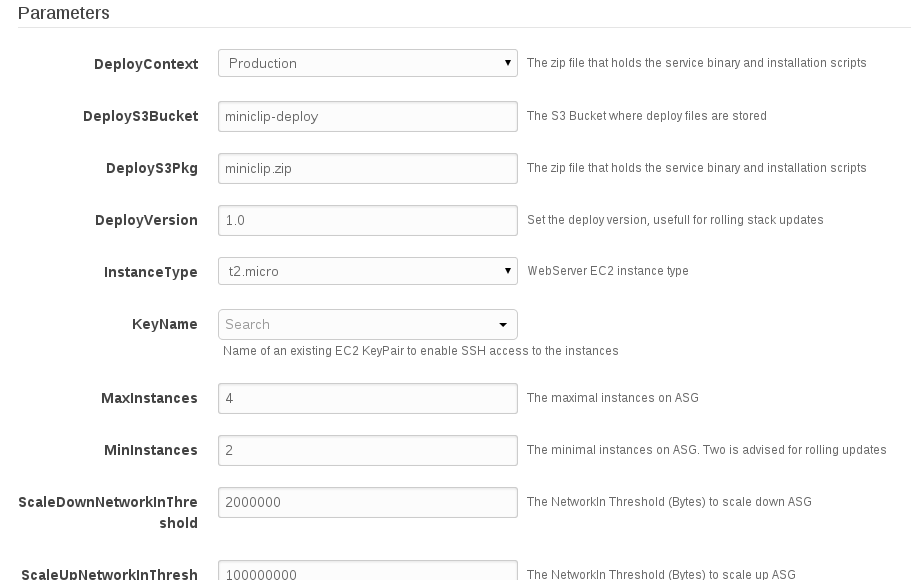 Parameters
DeployContext Production The zip file that holds the service binary and installation scripts
DeployS3Bucket miniclip-deploy The S3 Bucket where deploy files are stored
DeployS3Pkg miniclip.zip The zip file that holds the service binary and installation scripts
DeployVersion 1.0 Set the deploy version, usefull for rolling stack updates
InstanceType t2.micro WebServer EC2 instance type
KeyName Search
Name of an existing EC2 KeyPair to enable SSH access to the instances
MaxInstances 4 The maximal instances on ASG
MinInstances 2 The minimal instances on ASG. Two is advised for rolling updates
ScaleDownNetworkInThre 2000000 The NetworkIn Threshold (Bytes) to scale down ASG
shold
ScaleUpNetworkInThresh 100000000 The NetworkIn Threshold (Bytes) to scale up ASG